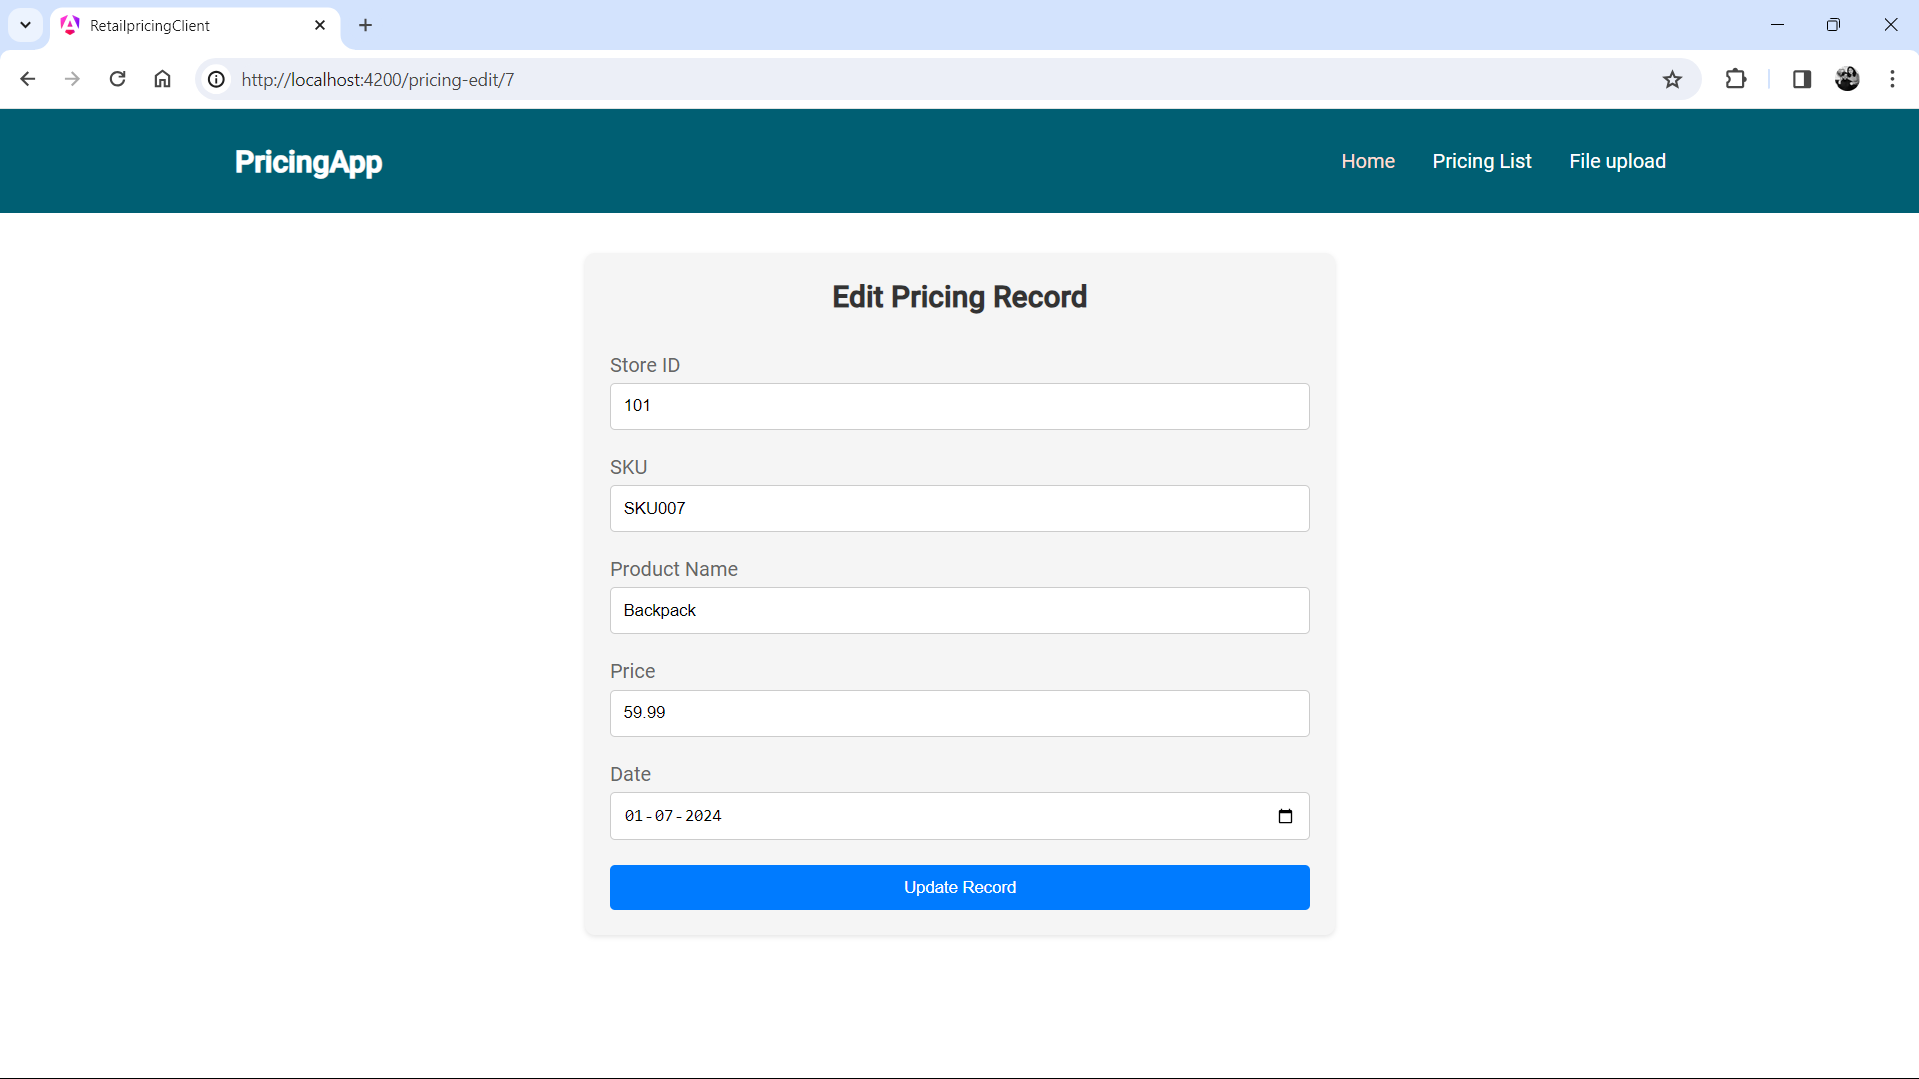 RetailpricingClient
http://localhost:4200/pricing-edit/7
PricingApp
Home Pricing List File upload
Edit Pricing Record
Store ID
101
SKU
SKU007
Product Name
Backpack
Price
59.99
Date
01-07-2024
Update Record